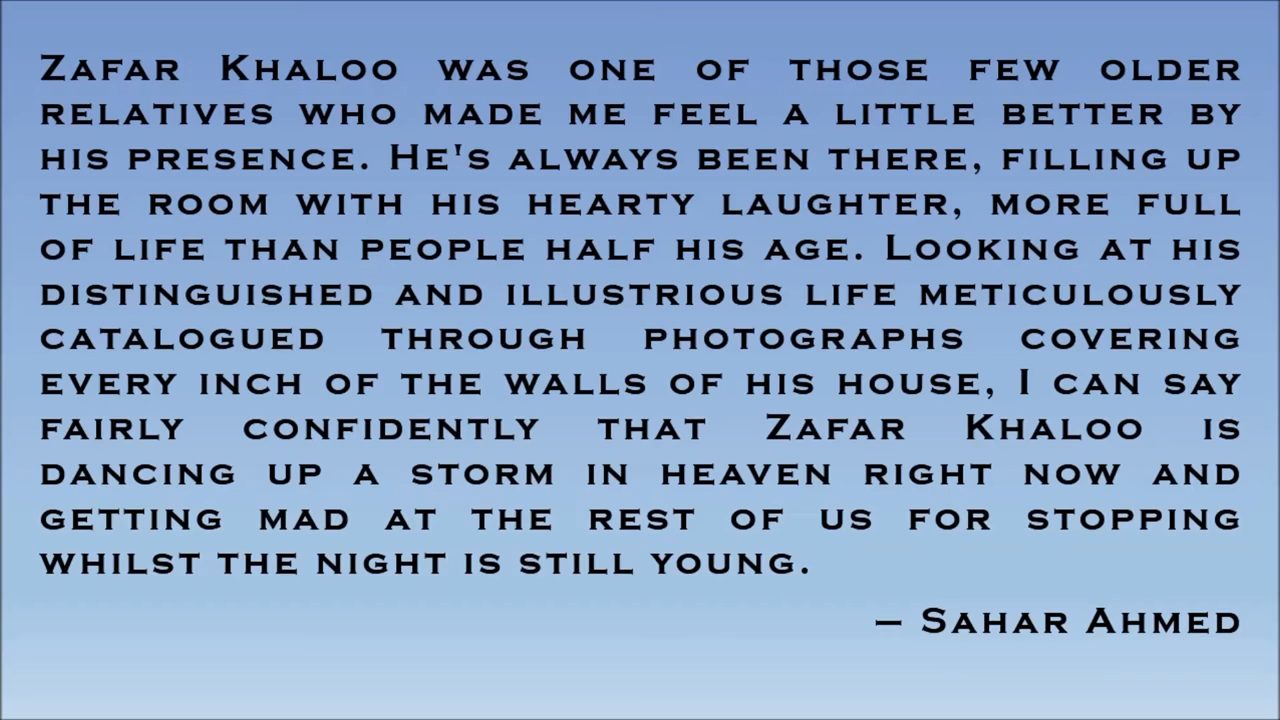 Zafar Khaloo was one of those few older
relatives who made me feel a little better by
his presence. He's always been there, filling up
the room with his hearty laughter, more full
of life than people half his age. Looking at his
distinguished and illustrious life meticulously
catalogued through photographs covering
every inch of the walls of his house, I can say
fairly confidently that Zafar Khaloo is
dancing up a storm in heaven right now and
getting mad at the rest of us for stopping
whilst the night is still young.
– Sahar Ahmed